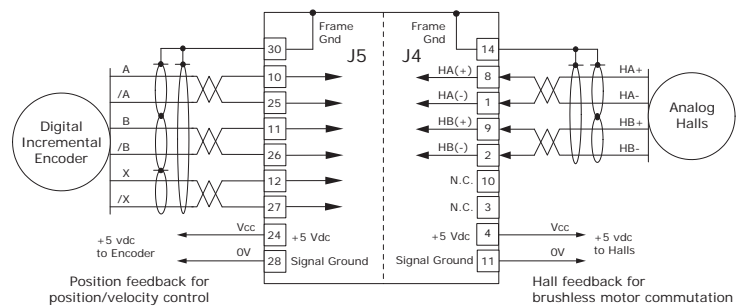 Frame
Gnd
30
J5
A
10
/A
25
B
11
/B
26
X
12
/X
27
Digital
Incremental
Encoder
+5 vdc
to Encoder
Vcc
24
+5 Vdc
0V
28
Signal Ground
Position feedback for
position/velocity control
Frame
Gnd
J4
14
HA(+)
8
HA+
HA(-)
1
HA-
HB(+)
9
HB+
HB(-)
2
HB-
Analog
Halls
N.C.
10
N.C.
3
+5 Vdc
4
Vcc
+5 vdc
to Halls
Signal Ground
11
0V
Hall feedback for
brushless motor commutation